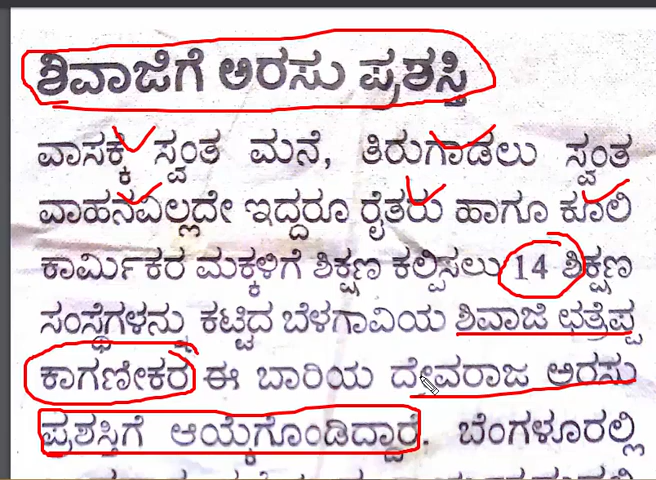 ಶಿವಾಜಿಗೆ ಅರಸು ಪ್ರಶಸ್ತಿ
ವಾಸಕ್ಕೆ ಸ್ವಂತ ಮನೆ, ತಿರುಗಾಡಲು ಸ್ವಂತ
ವಾಹನವಿಲ್ಲದೇ ಇದ್ದರೂ ರೈತರು ಹಾಗೂ ಕೂಲಿ
ಕಾರ್ಮಿಕರ ಮಕ್ಕಳಿಗೆ ಶಿಕ್ಷಣ ಕಲ್ಪಿಸಲು 14 ಶಿಕ್ಷಣ
ಸಂಸ್ಥೆಗಳನ್ನು ಕಟ್ಟಿದ ಬೆಳಗಾವಿಯ ಶಿವಾಜಿ ಛತ್ರೆಪ್ಪ
ಕಾಗಣೀಕರ ಈ ಬಾರಿಯ ದೇವರಾಜ ಅರಸು
ಪ್ರಶಸ್ತಿಗೆ ಆಯ್ಕೆಗೊಂಡಿದ್ದಾರೆ. ಬೆಂಗಳೂರಲ್ಲಿ